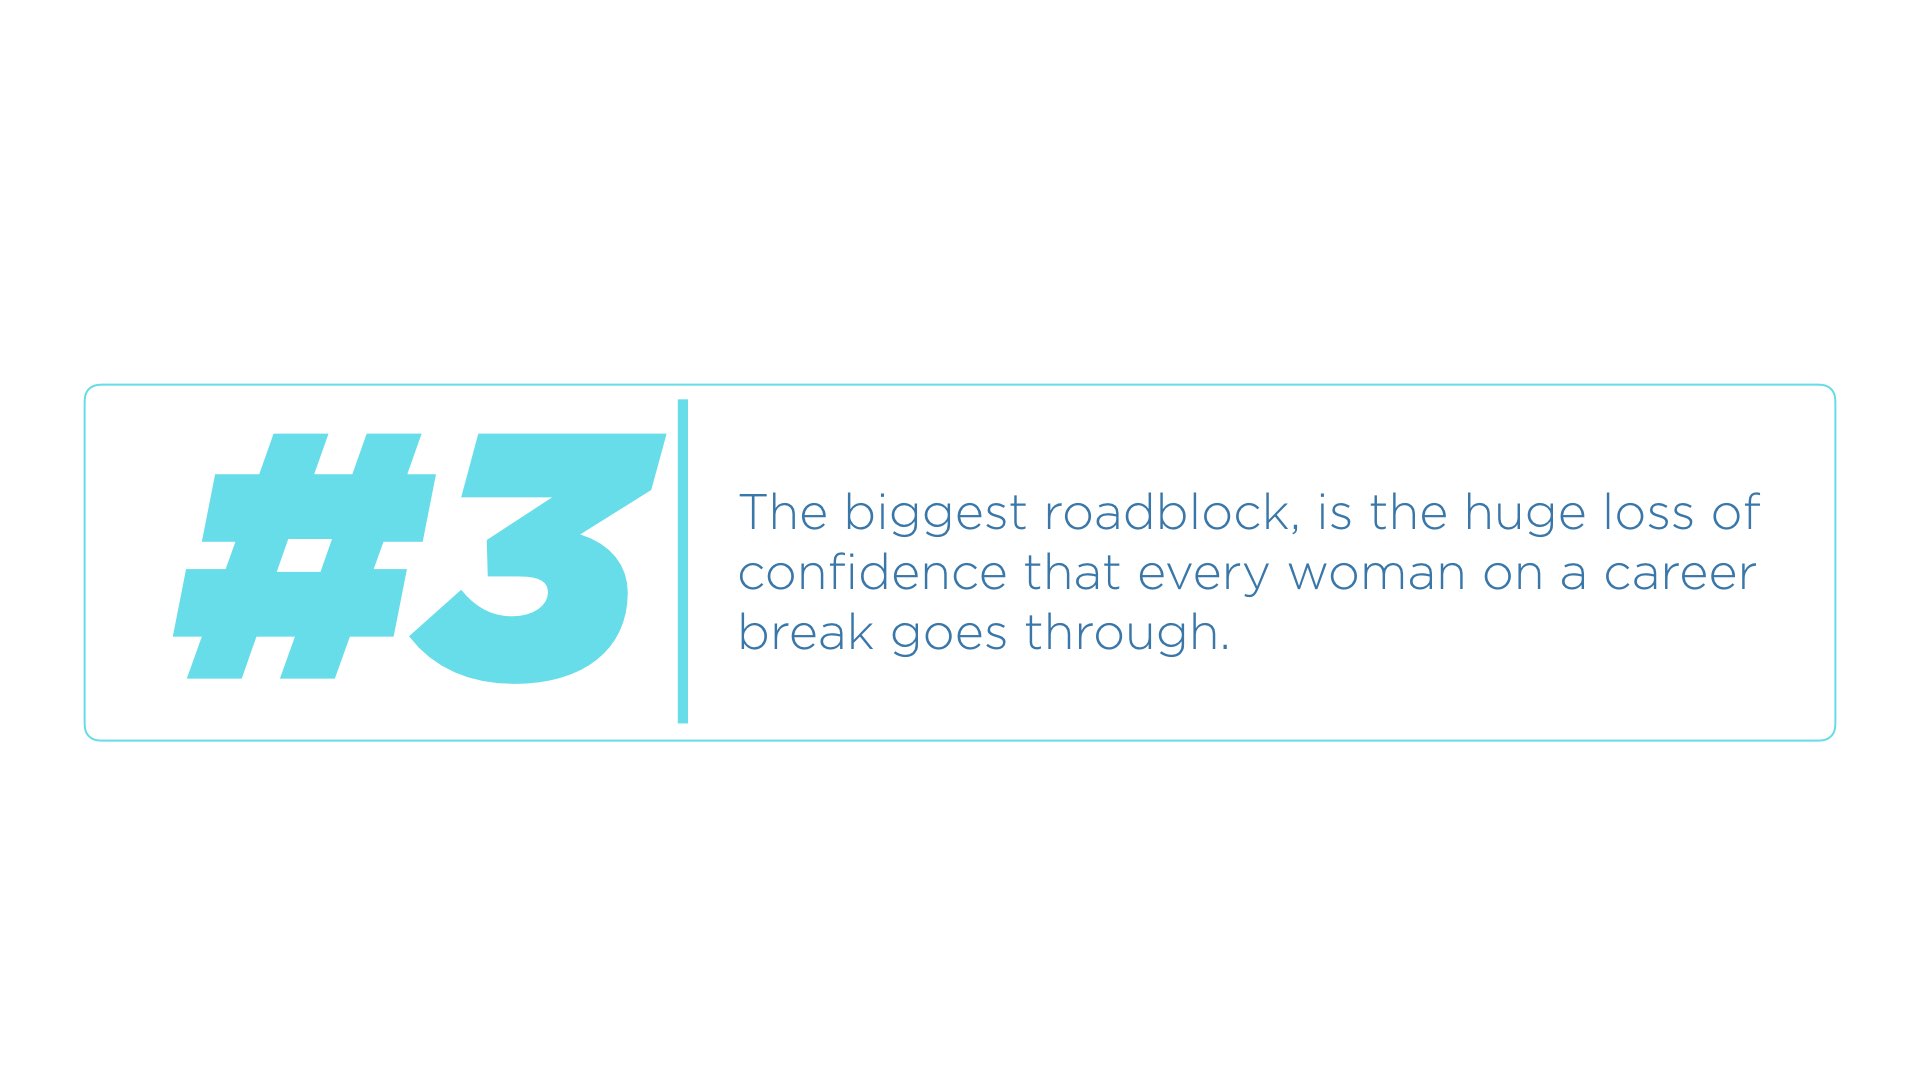 #3
The biggest roadblock, is the huge loss of
confidence that every woman on a career
break goes through.